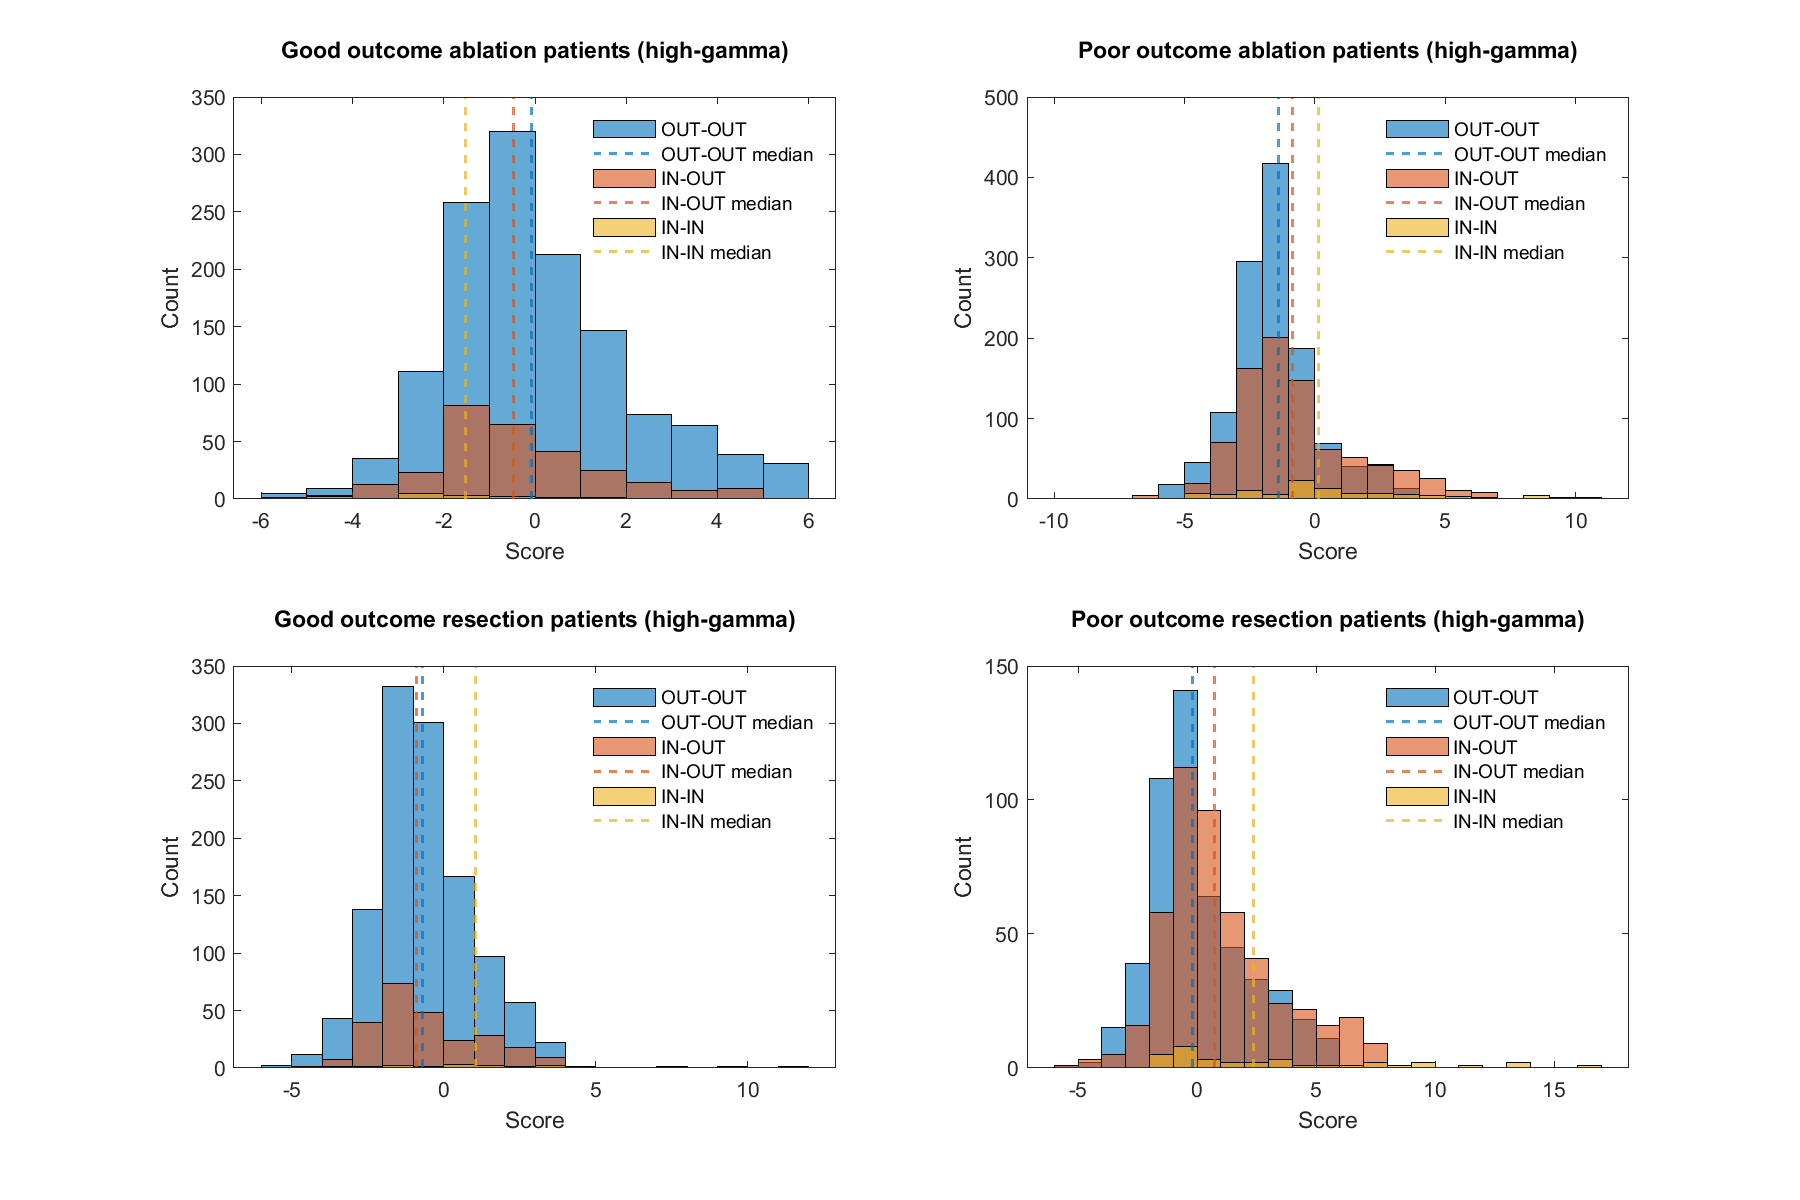 Good outcome ablation patients (high-gamma)
350
300
250
200
150
100
50
0
Count
-6
-4
-2
0
2
4
6
Score
OUT-OUT
OUT-OUT median
IN-OUT
IN-OUT median
IN-IN
IN-IN median
Poor outcome ablation patients (high-gamma)
500
400
300
200
100
0
Count
-10
-5
0
5
10
Score
OUT-OUT
OUT-OUT median
IN-OUT
IN-OUT median
IN-IN
IN-IN median
Good outcome resection patients (high-gamma)
350
300
250
200
150
100
50
0
Count
-5
0
5
10
Score
OUT-OUT
OUT-OUT median
IN-OUT
IN-OUT median
IN-IN
IN-IN median
Poor outcome resection patients (high-gamma)
150
100
50
0
Count
-5
0
5
10
15
Score
OUT-OUT
OUT-OUT median
IN-OUT
IN-OUT median
IN-IN
IN-IN median